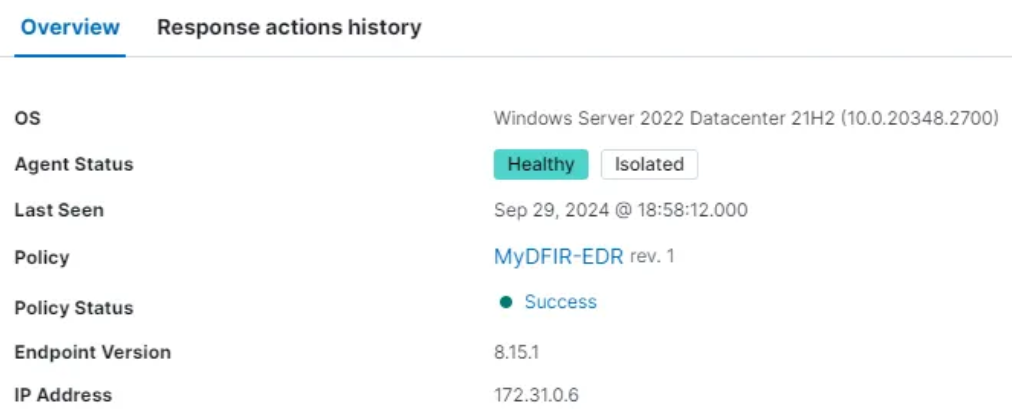 Overview Response actions history
OS Windows Server 2022 Datacenter 21H2 (10.0.20348.2700)
Agent Status Healthy Isolated
Last Seen Sep 29, 2024 @ 18:58:12.000
Policy MyDFIR-EDR rev. 1
Policy Status Success
Endpoint Version 8.15.1
IP Address 172.31.0.6